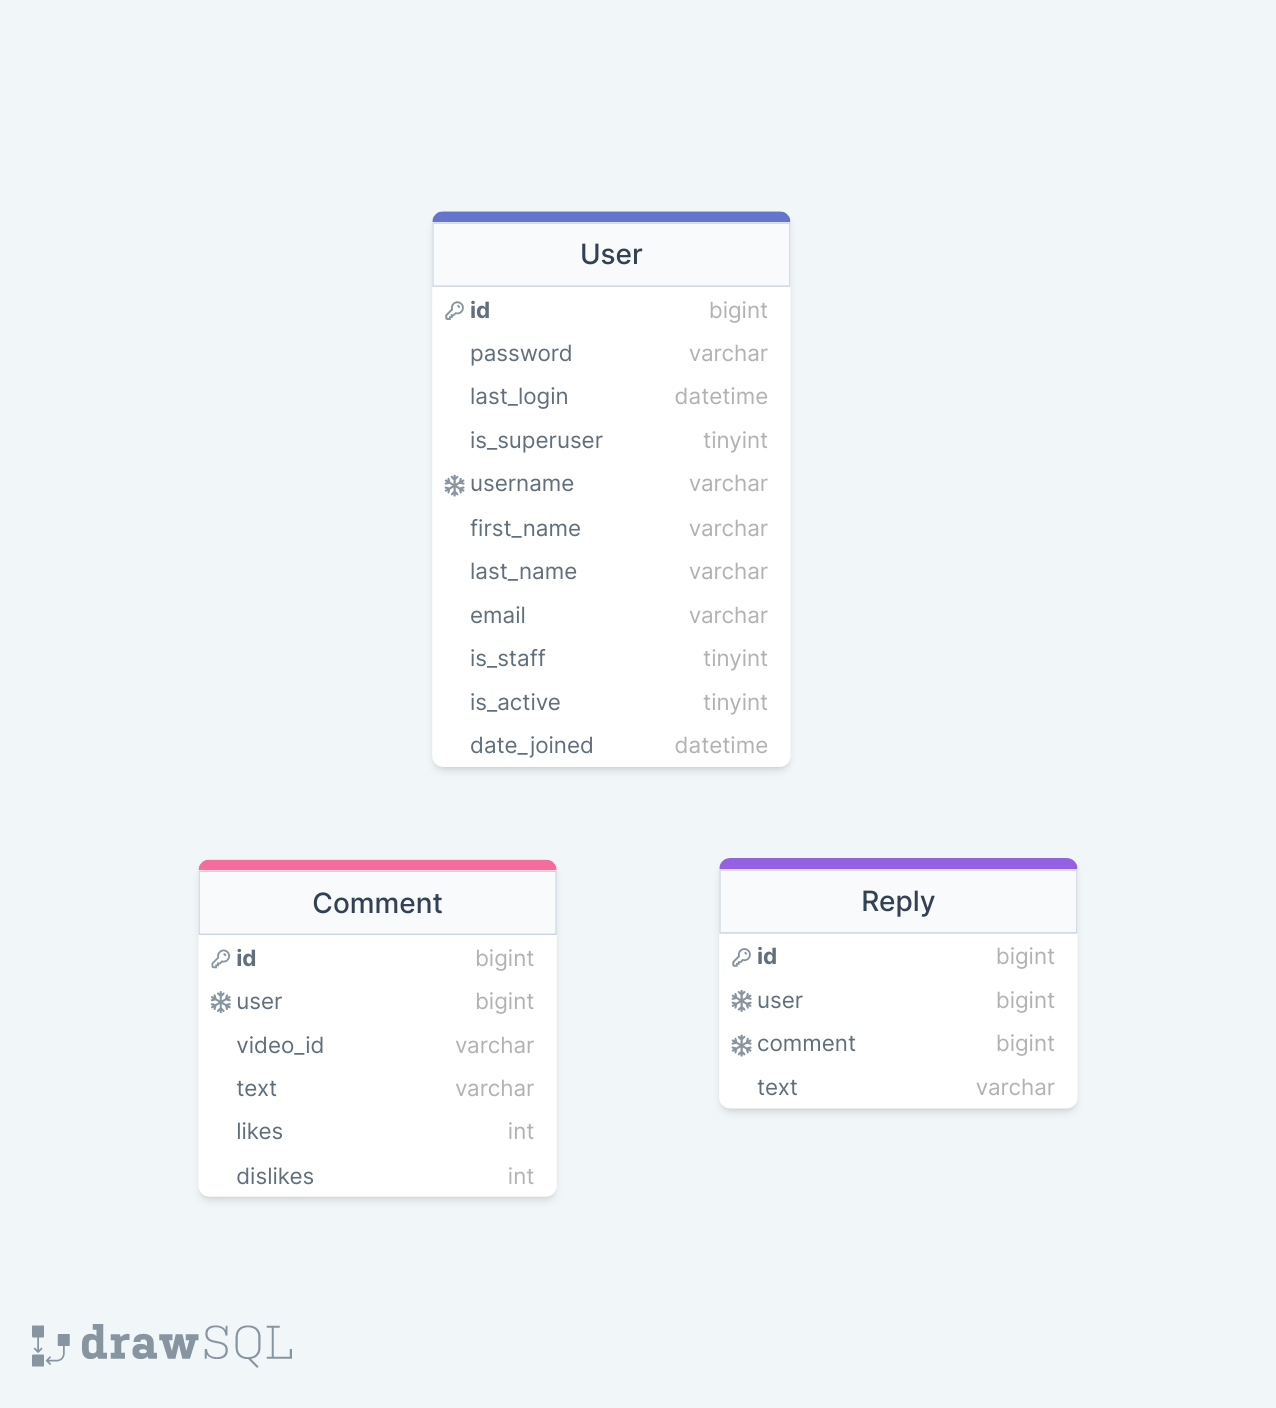 User
id bigint
password varchar
last_login datetime
is_superuser tinyint
username varchar
first_name varchar
last_name varchar
email varchar
is_staff tinyint
is_active tinyint
date_joined datetime
Comment
id bigint
user bigint
video_id varchar
text varchar
likes int
dislikes int
Reply
id bigint
user bigint
comment bigint
text varchar
drawSQL